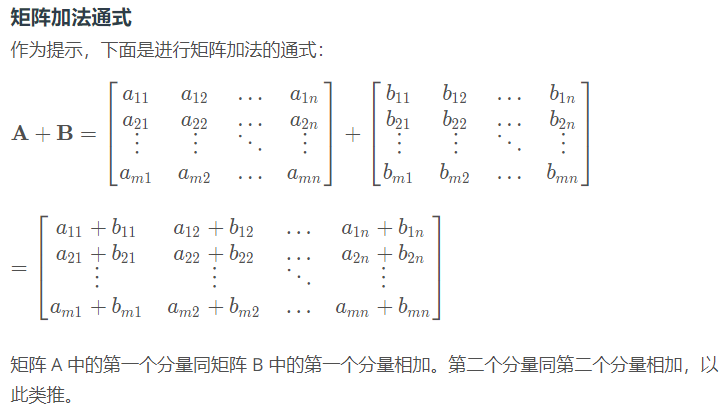 矩阵加法通式
作为提示，下面是进行矩阵加法的通式：
A + B = [ a11 a12 … a1n ] + [ b11 b12 … b1n ]
a21 a22 … a2n b21 b22 … b2n
⋮ ⋮ ⋱ ⋮ ⋮ ⋮ ⋱ ⋮
am1 am2 … amn bm1 bm2 … bmn
= [ a11 + b11 a12 + b12 … a1n + b1n ]
a21 + b21 a22 + b22 … a2n + b2n
⋮ ⋮ ⋱ ⋮
am1 + bm1 am2 + bm2 … amn + bmn
矩阵 A 中的第一个分量同矩阵 B 中的第一个分量相加。第二个分量同第二个分量相加，以
此类推。